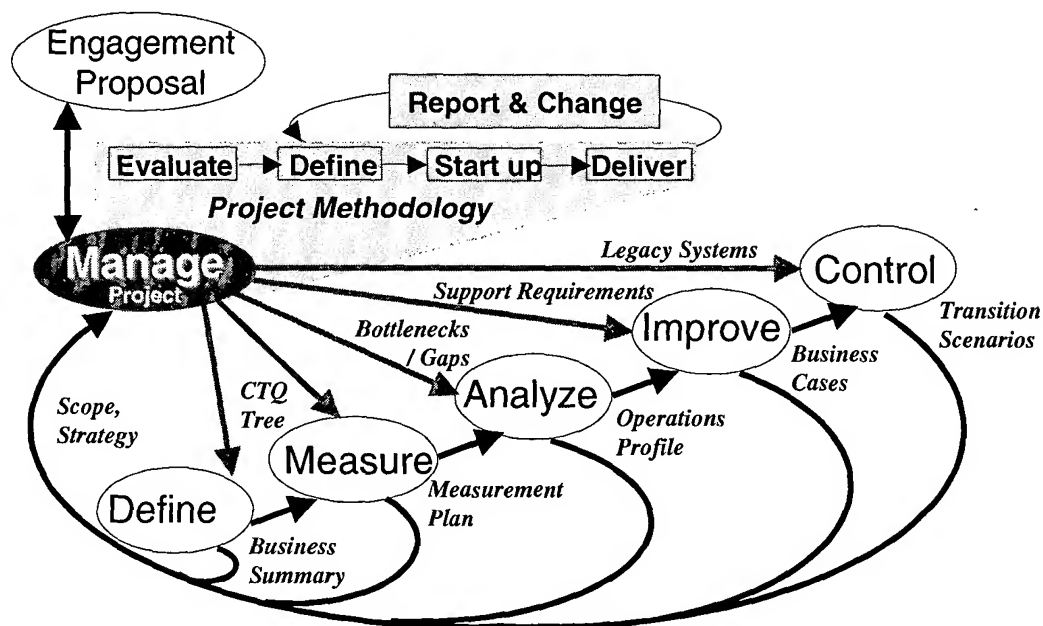 Engagement
Proposal
Report & Change
Evaluate
Define
Start up
Deliver
Project Methodology
Manage
Project
Legacy Systems
Control
Support Requirements
Improve
Transition
Scenarios
Bottlenecks
/ Gaps
Business
Cases
Analyze
CTQ
Tree
Operations
Profile
Scope,
Strategy
Measure
Measurement
Plan
Define
Business
Summary